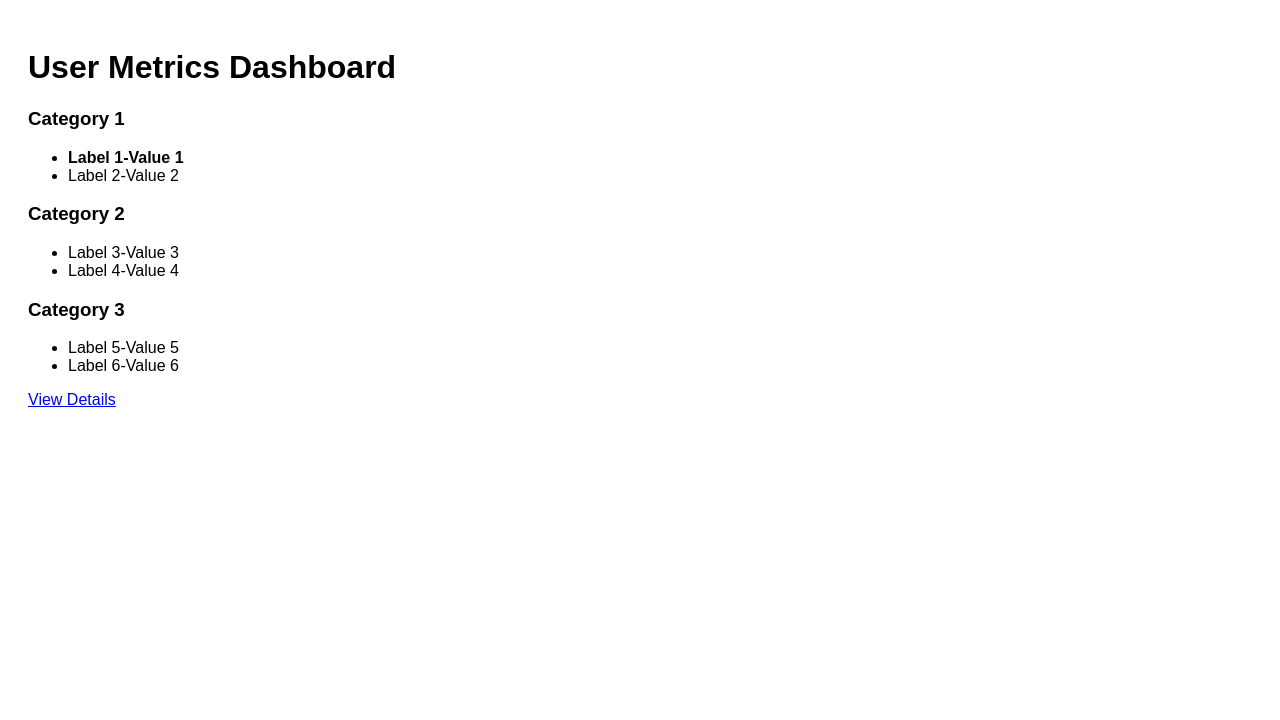 User Metrics Dashboard
Category 1
Label 1-Value 1
Label 2-Value 2
Category 2
Label 3-Value 3
Label 4-Value 4
Category 3
Label 5-Value 5
Label 6-Value 6
View Details